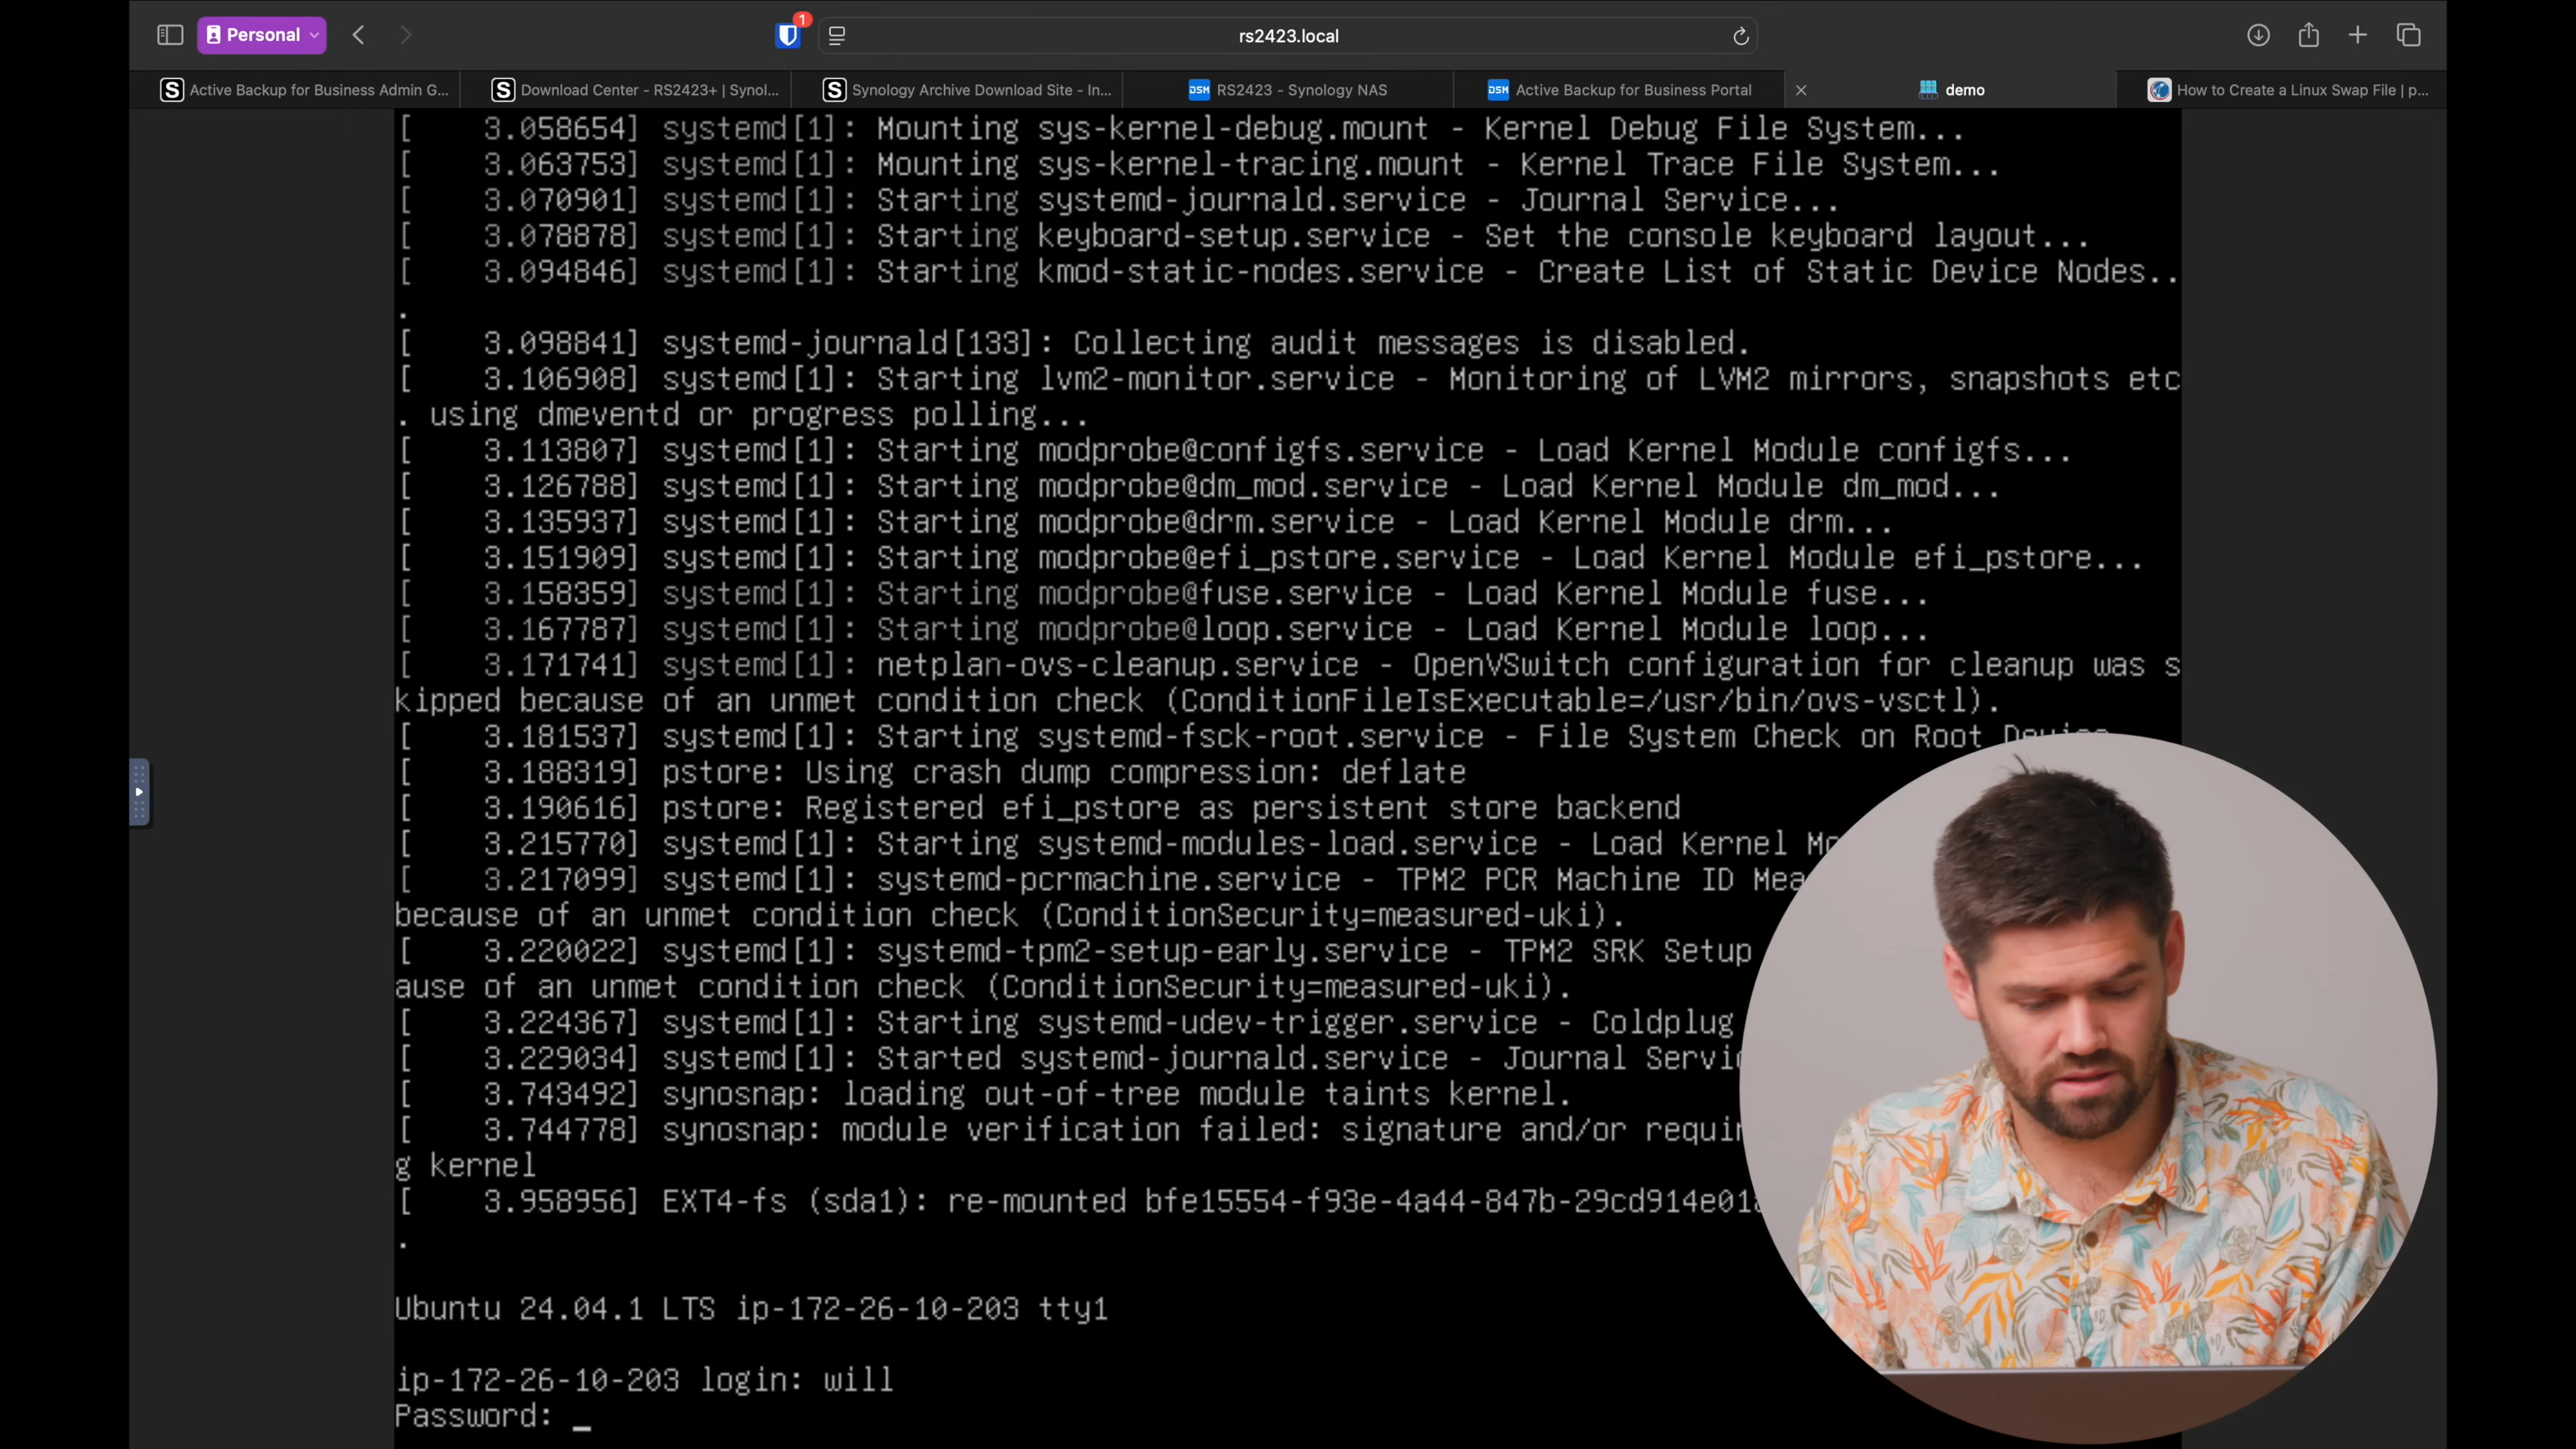 1
Personal
rs2423.local
Active Backup for Business Admin G...
Download Center - RS2423+ | Synol...
Synology Archive Download Site - In...
DSM RS2423 - Synology NAS
DSM Active Backup for Business Portal
demo
How to Create a Linux Swap File | p...
[    3.058654] systemd[1]: Mounting sys-kernel-debug.mount - Kernel Debug File System...
[    3.063753] systemd[1]: Mounting sys-kernel-tracing.mount - Kernel Trace File System...
[    3.070901] systemd[1]: Starting systemd-journald.service - Journal Service...
[    3.078878] systemd[1]: Starting keyboard-setup.service - Set the console keyboard layout...
[    3.094846] systemd[1]: Starting kmod-static-nodes.service - Create List of Static Device Nodes..
.
[    3.098841] systemd-journald[133]: Collecting audit messages is disabled.
[    3.106908] systemd[1]: Starting lvm2-monitor.service - Monitoring of LVM2 mirrors, snapshots etc
. using dmeventd or progress polling...
[    3.113807] systemd[1]: Starting modprobe@configfs.service - Load Kernel Module configfs...
[    3.126788] systemd[1]: Starting modprobe@dm_mod.service - Load Kernel Module dm_mod...
[    3.135937] systemd[1]: Starting modprobe@drm.service - Load Kernel Module drm...
[    3.151909] systemd[1]: Starting modprobe@efi_pstore.service - Load Kernel Module efi_pstore...
[    3.158359] systemd[1]: Starting modprobe@fuse.service - Load Kernel Module fuse...
[    3.167787] systemd[1]: Starting modprobe@loop.service - Load Kernel Module loop...
[    3.171741] systemd[1]: netplan-ovs-cleanup.service - OpenVSwitch configuration for cleanup was s
kipped because of an unmet condition check (ConditionFileIsExecutable=/usr/bin/ovs-vsctl).
[    3.181537] systemd[1]: Starting systemd-fsck-root.service - File System Check on Root Device
[    3.188319] pstore: Using crash dump compression: deflate
[    3.190616] pstore: Registered efi_pstore as persistent store backend
[    3.215770] systemd[1]: Starting systemd-modules-load.service - Load Kernel
[    3.217099] systemd[1]: systemd-pcrmachine.service - TPM2 PCR Machine ID
because of an unmet condition check (ConditionSecurity=measured-uki).
[    3.220022] systemd[1]: systemd-tpm2-setup-early.service - TPM2 SRK Setup
ause of an unmet condition check (ConditionSecurity=measured-uki).
[    3.224367] systemd[1]: Starting systemd-udev-trigger.service - Coldplug
[    3.229034] systemd[1]: Started systemd-journald.service - Journal
[    3.743492] synosnap: loading out-of-tree module taints kernel.
[    3.744778] synosnap: module verification failed: signature and/or
g kernel
[    3.958956] EXT4-fs (sda1): re-mounted bfe15554-f93e-4a44-847b-29cd914e01
.
Ubuntu 24.04.1 LTS ip-172-26-10-203 tty1
ip-172-26-10-203 login: will
Password: _